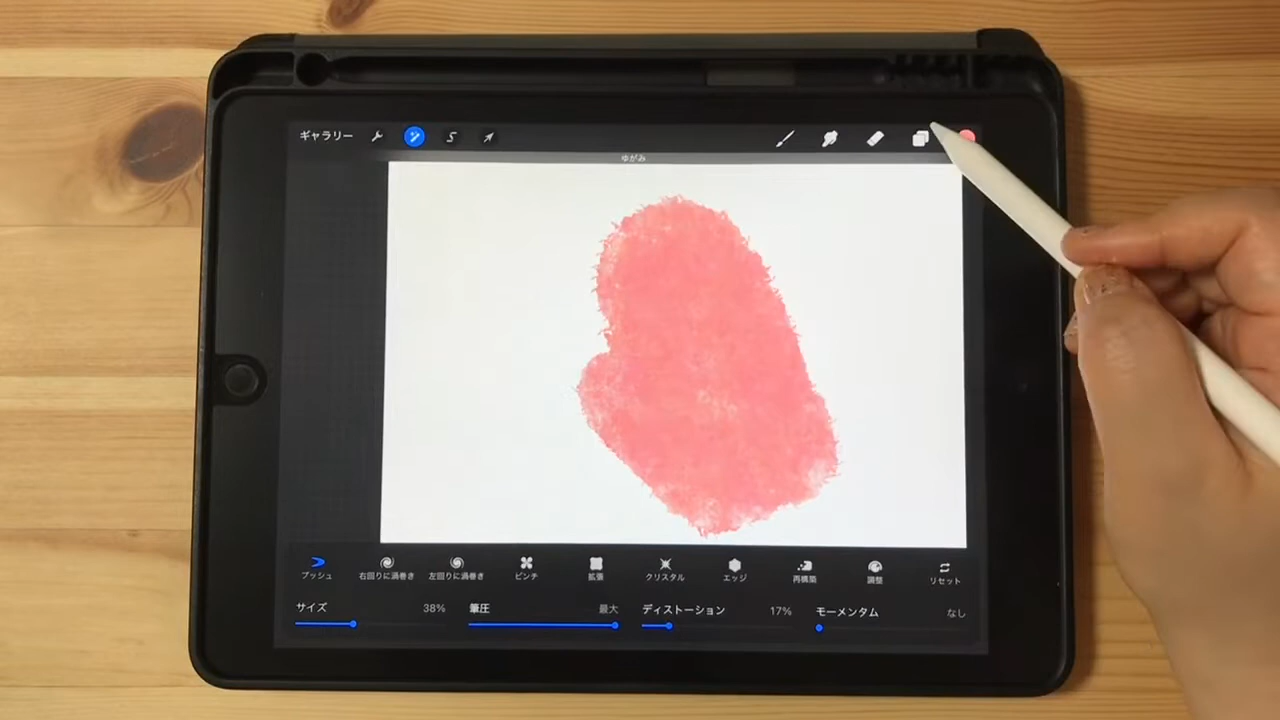 ギャラリー
ゆがみ
プッシュ 右回りに渦巻き 左回りに渦巻き ピンチ 拡張 クリスタル エッジ 再構築 調整 リセット
サイズ 38% 筆圧 最大 ディストーション 17% モーメンタム なし